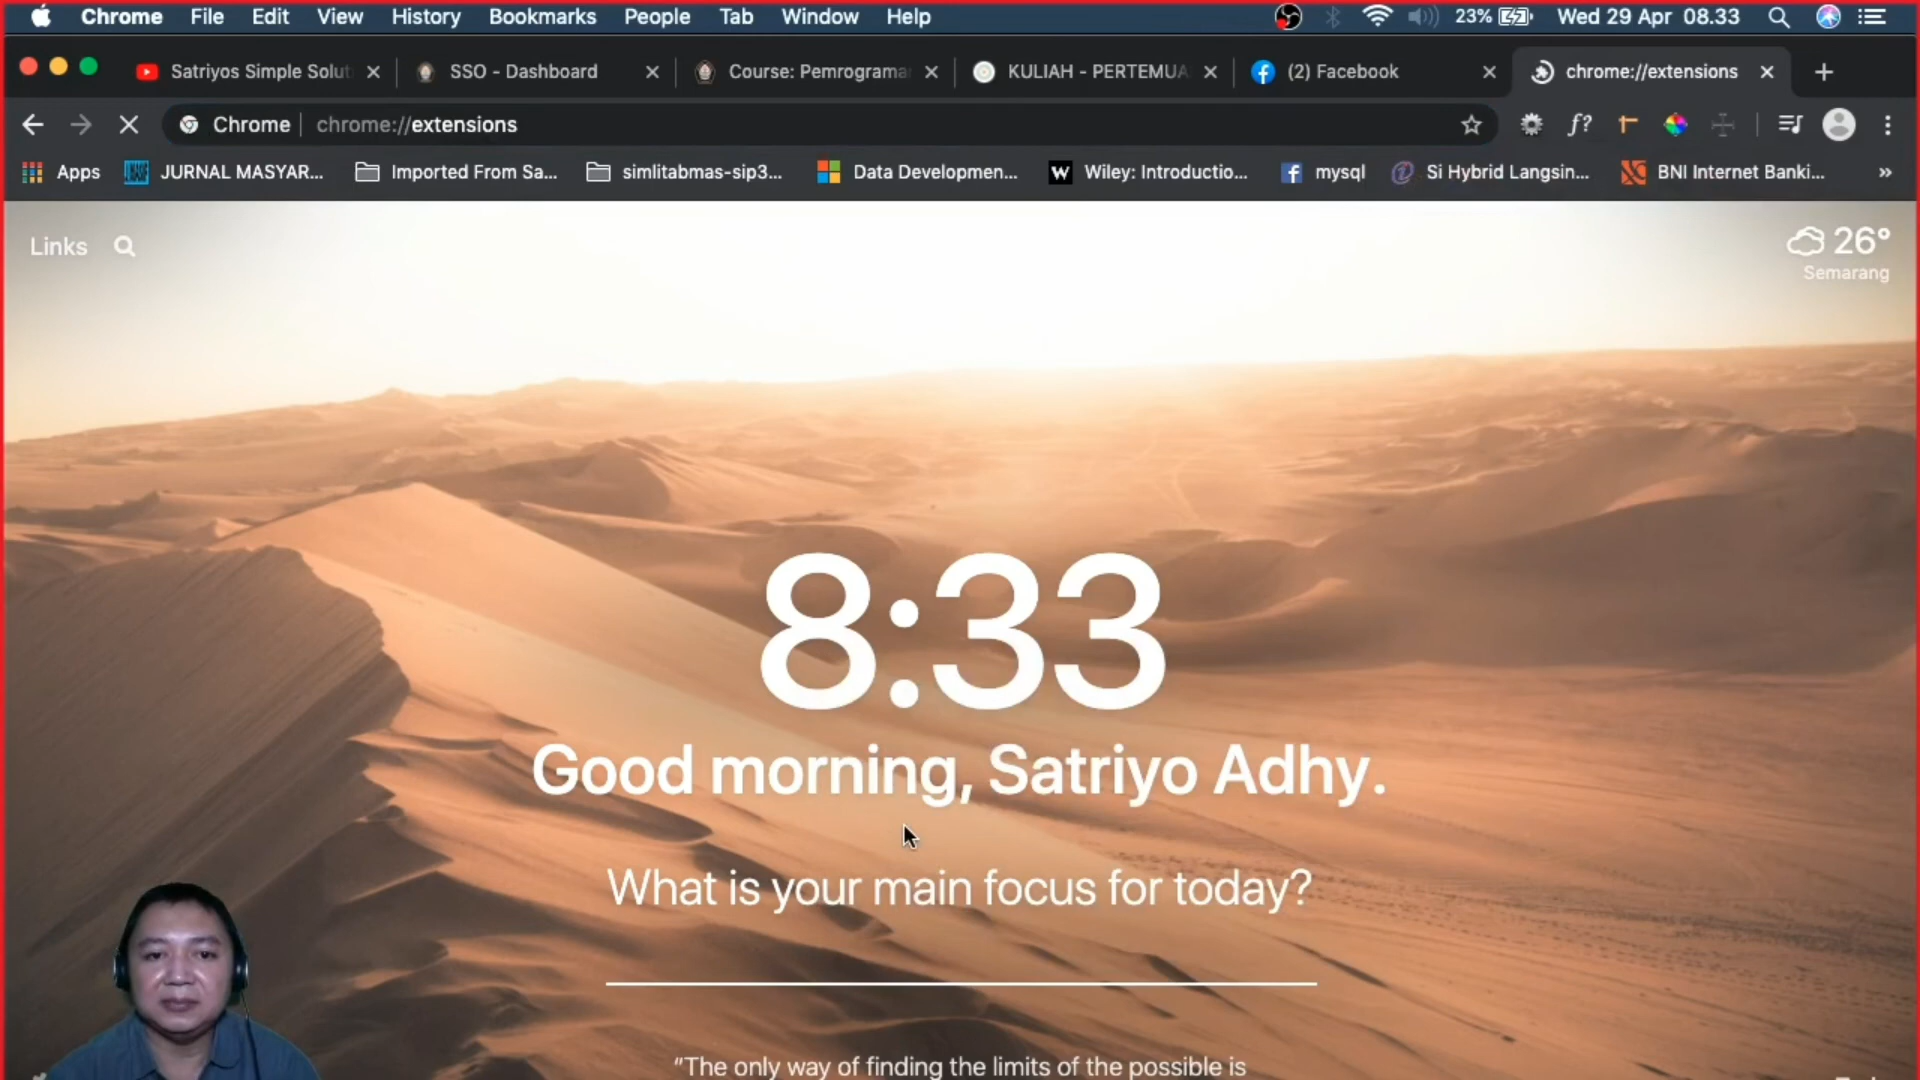 Chrome File Edit View History Bookmarks People Tab Window Help 23% Wed 29 Apr 08.33
Satriyos Simple Solut SSO - Dashboard Course: Pemrograma KULIAH - PERTEMUA (2) Facebook chrome://extensions
Chrome chrome://extensions f?
Apps JURNAL MASYAR... Imported From Sa... simlitabmas-sip3... Data Developmen... W Wiley: Introductio... mysql Si Hybrid Langsin... BNI Internet Banki... »
Links
26°
Semarang
8:33
Good morning, Satriyo Adhy.
What is your main focus for today?
"The only way of finding the limits of the possible is